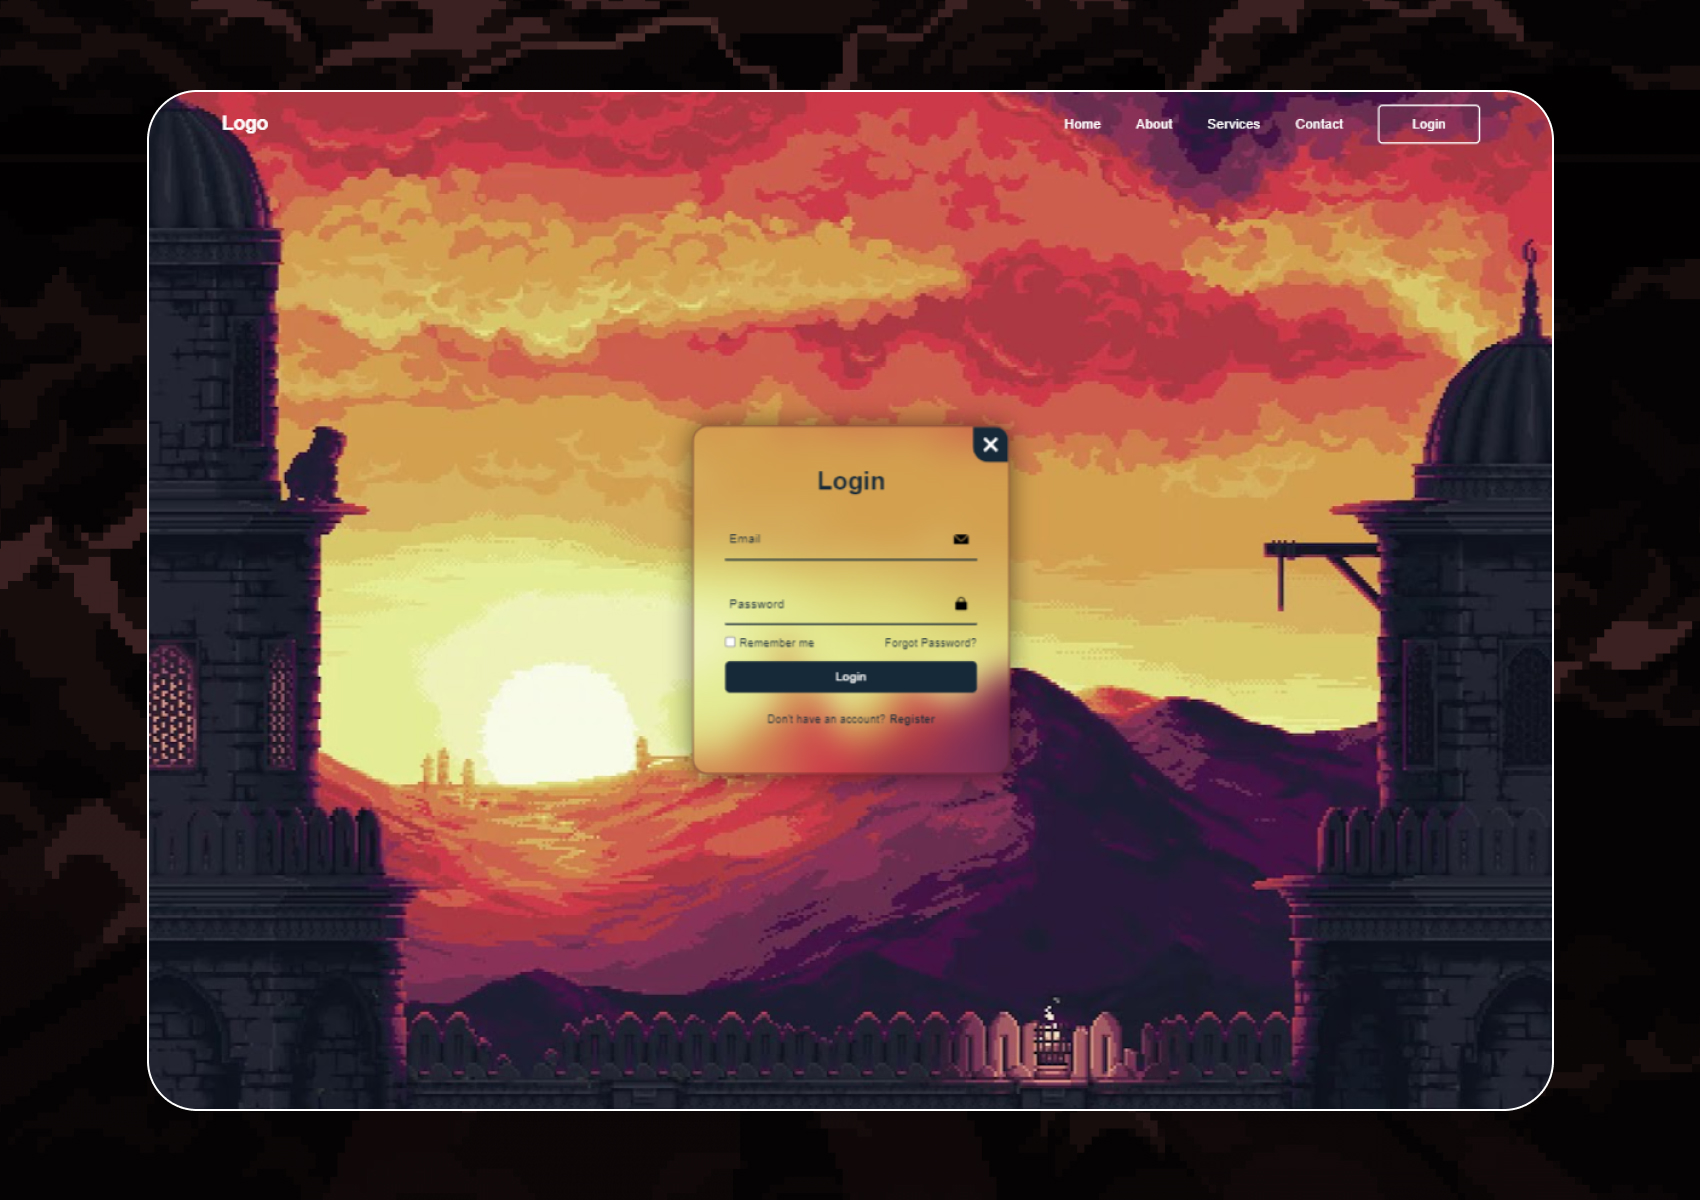 Logo
Home
About
Services
Contact
Login
Login
Email
Password
Remember me
Forgot Password?
Login
Don't have an account? Register